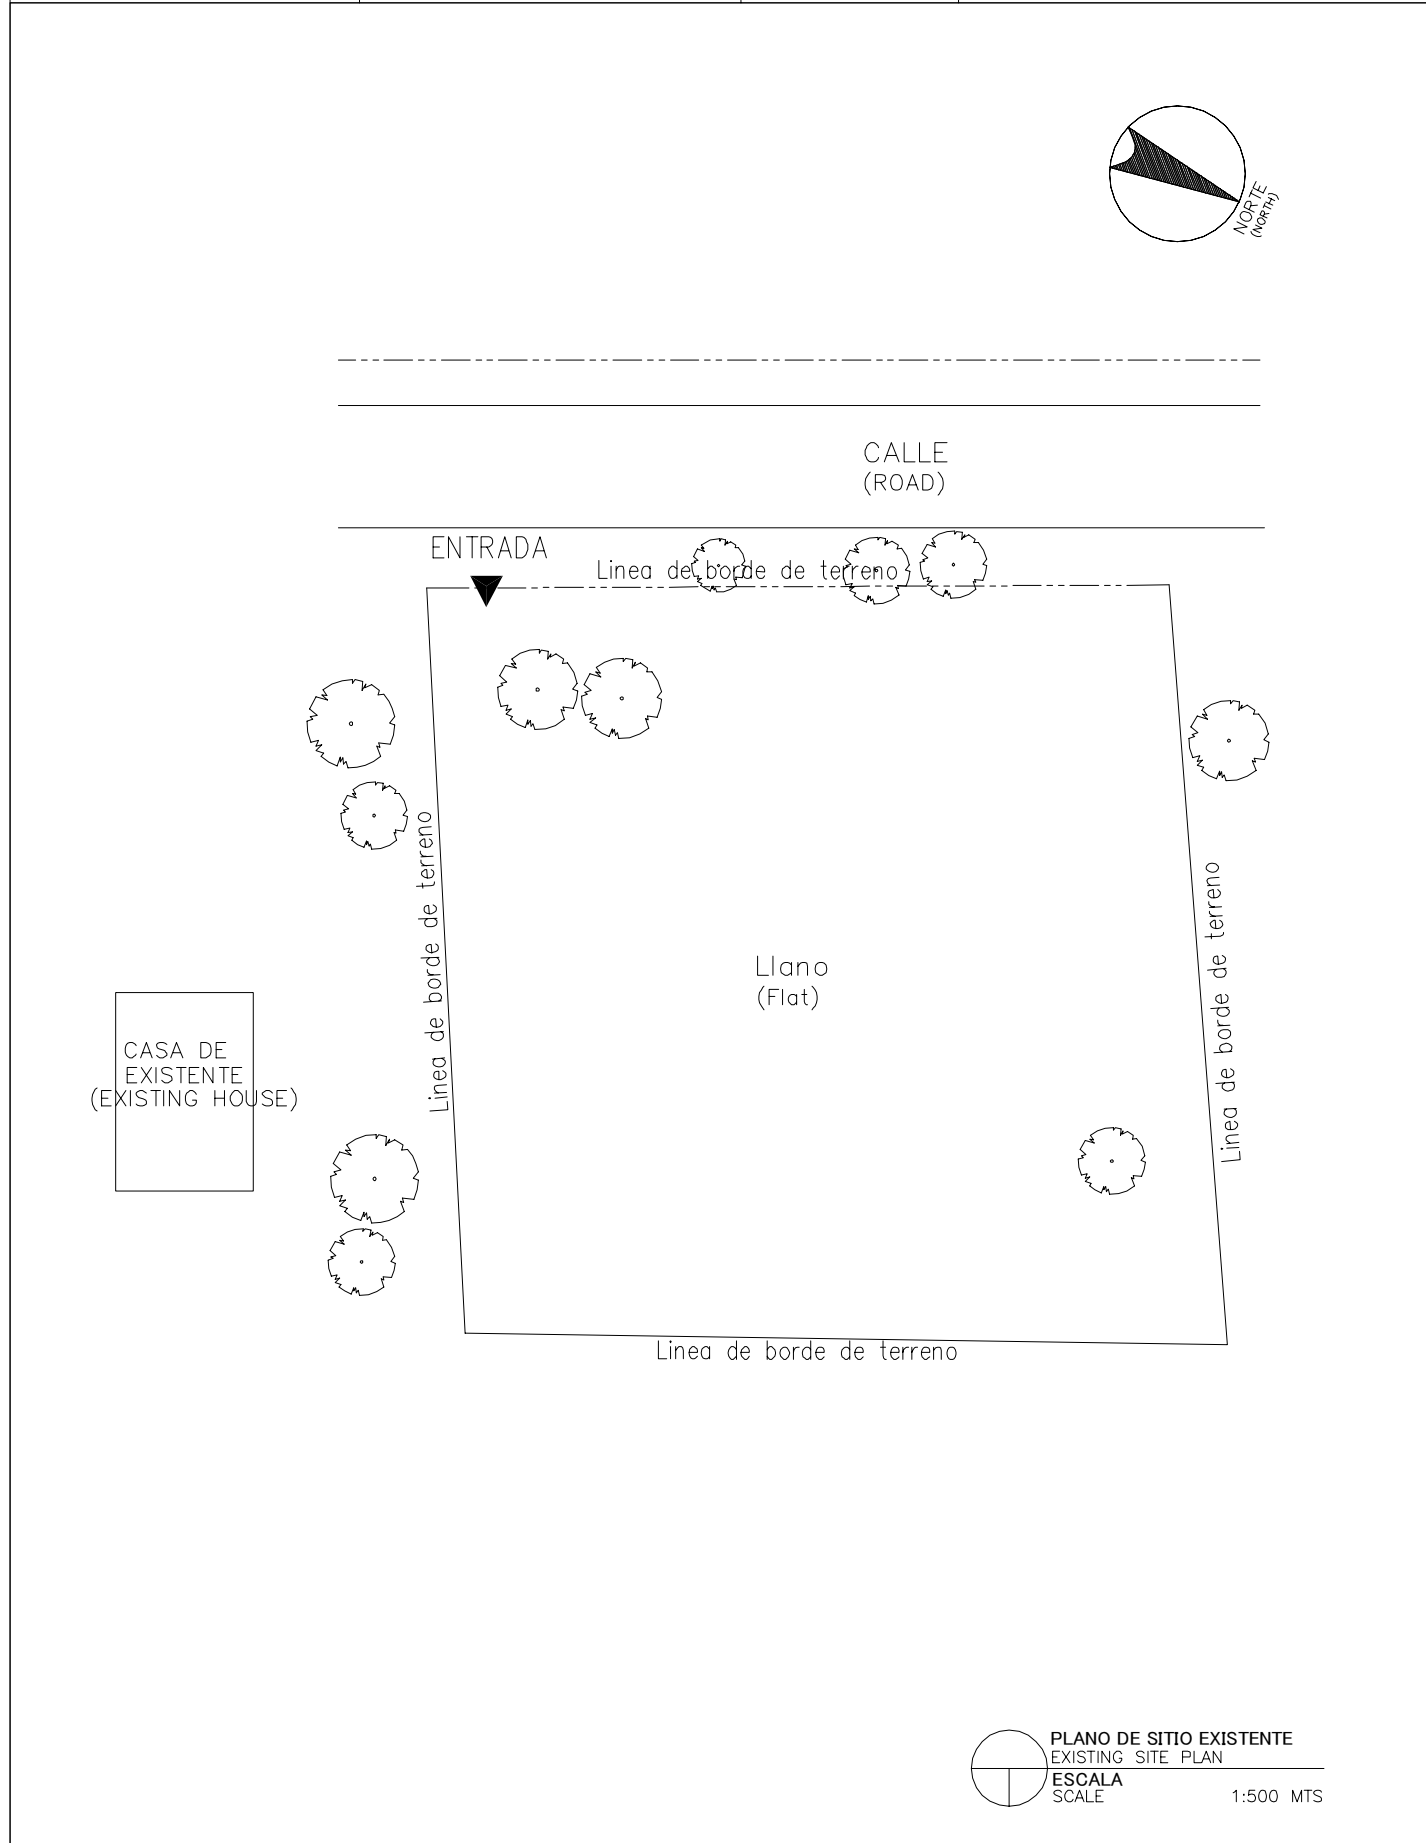 NORTE
(NORTH)
CALLE
(ROAD)
ENTRADA
Linea de borde de terreno
Linea de borde de terreno
Linea de borde de terreno
Llano
(Flat)
CASA DE
EXISTENTE
(EXISTING HOUSE)
Linea de borde de terreno
PLANO DE SITIO EXISTENTE
EXISTING SITE PLAN
ESCALA
SCALE 1:500 MTS